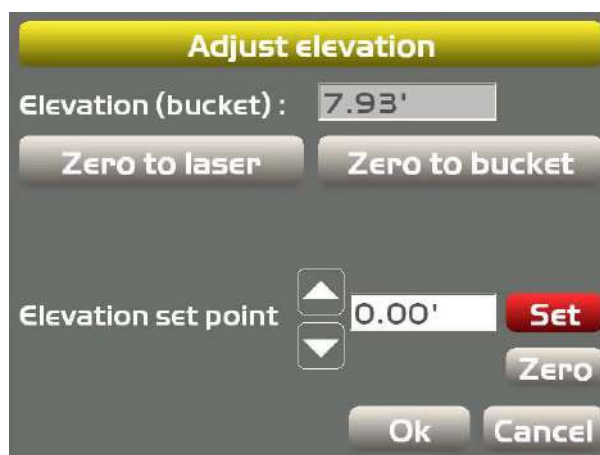 Adjust elevation
Elevation (bucket) : 7.93'
Zero to laser Zero to bucket
Elevation set point 0.00' Set
Zero
Ok Cancel